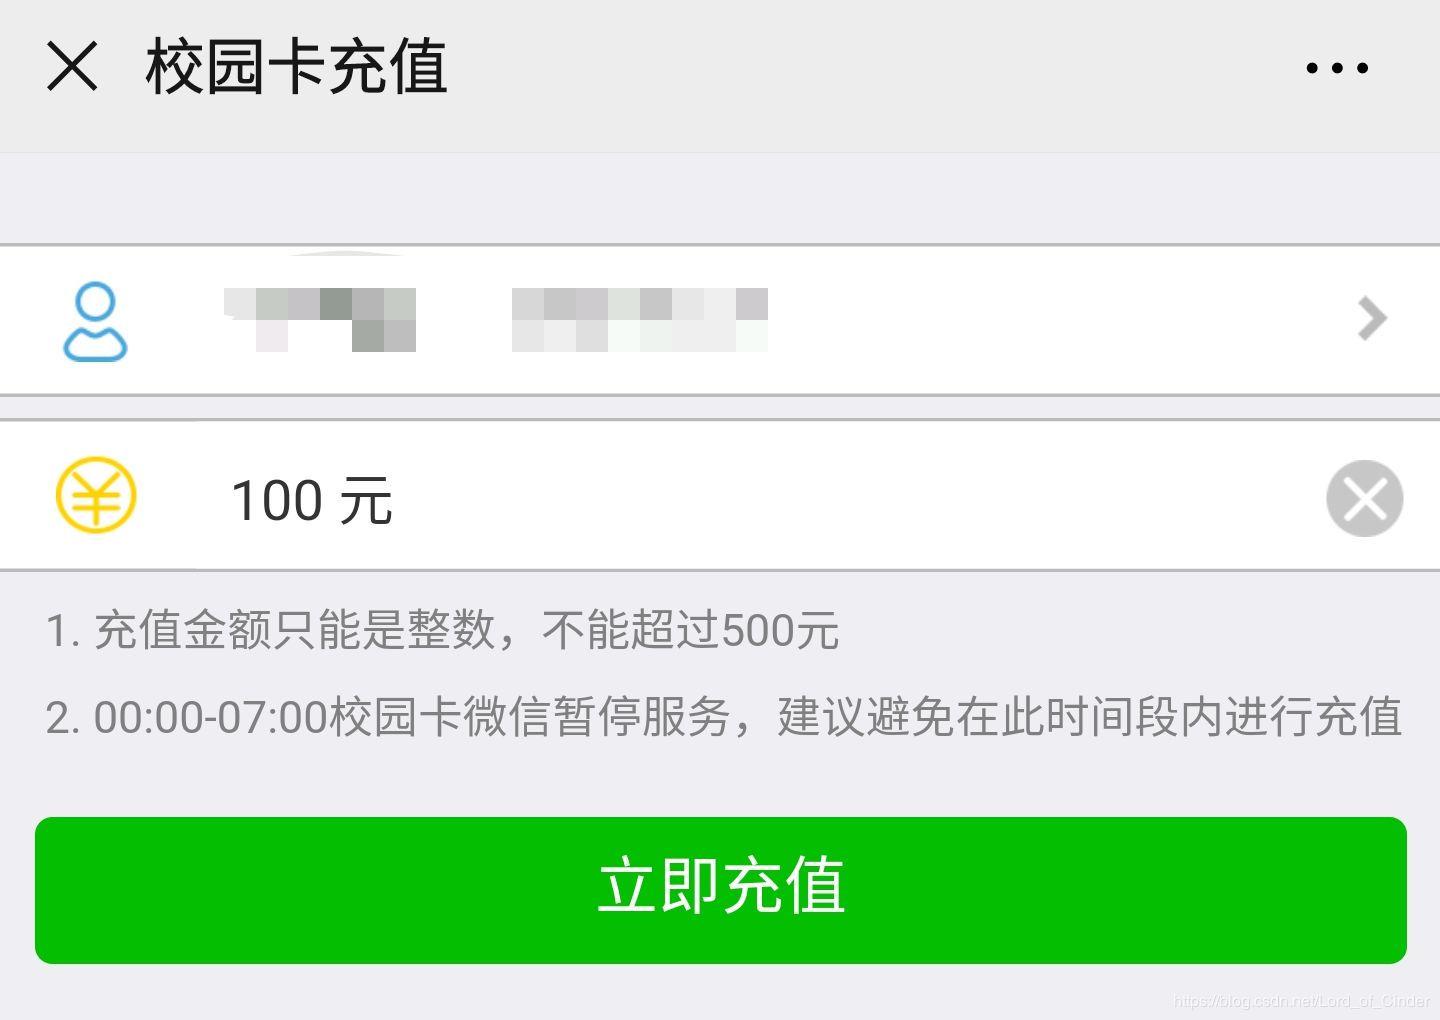 校园卡充值
100 元
1. 充值金额只能是整数，不能超过500元
2. 00:00-07:00校园卡微信暂停服务，建议避免在此时间段内进行充值
立即充值
https://blog.csdn.net/Lord_of_Cinder